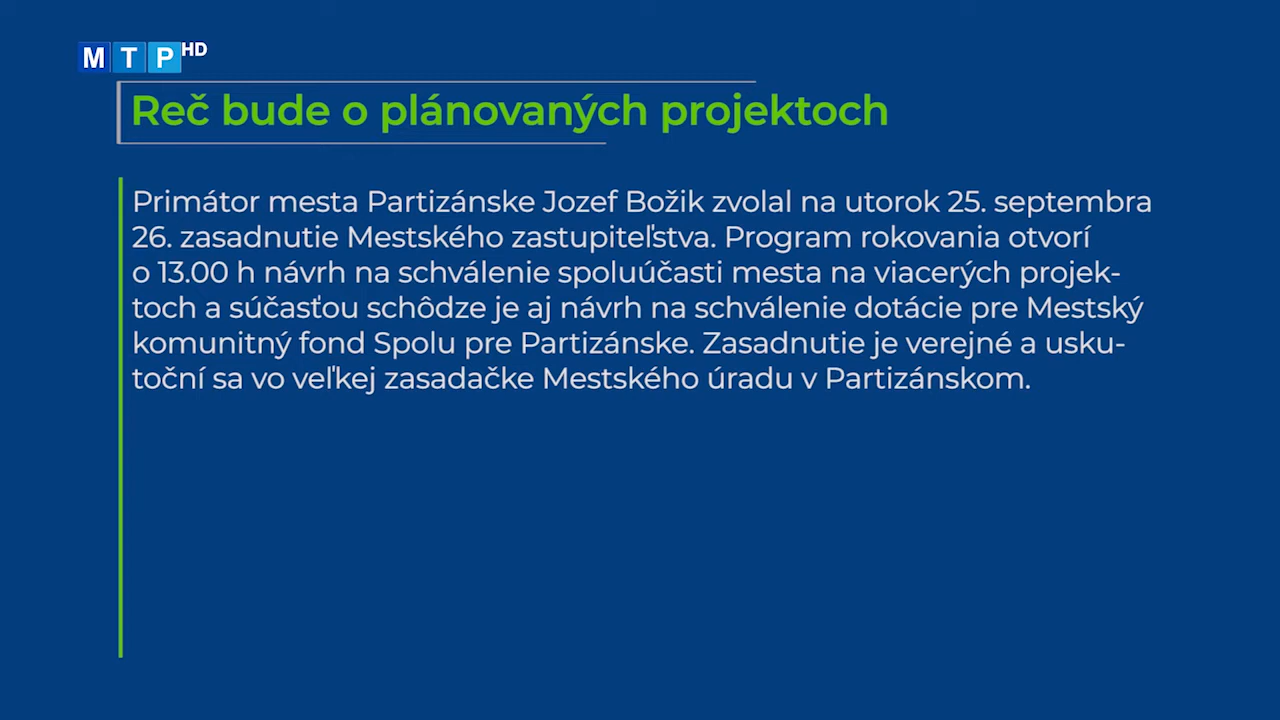 MTP HD
Reč bude o plánovaných projektoch
Primátor mesta Partizánske Jozef Božik zvolal na utorok 25. septembra
26. zasadnutie Mestského zastupiteľstva. Program rokovania otvorí
o 13.00 h návrh na schválenie spoluúčasti mesta na viacerých projek-
toch a súčasťou schôdze je aj návrh na schválenie dotácie pre Mestský
komunitný fond Spolu pre Partizánske. Zasadnutie je verejné a usku-
toční sa vo veľkej zasadačke Mestského úradu v Partizánskom.